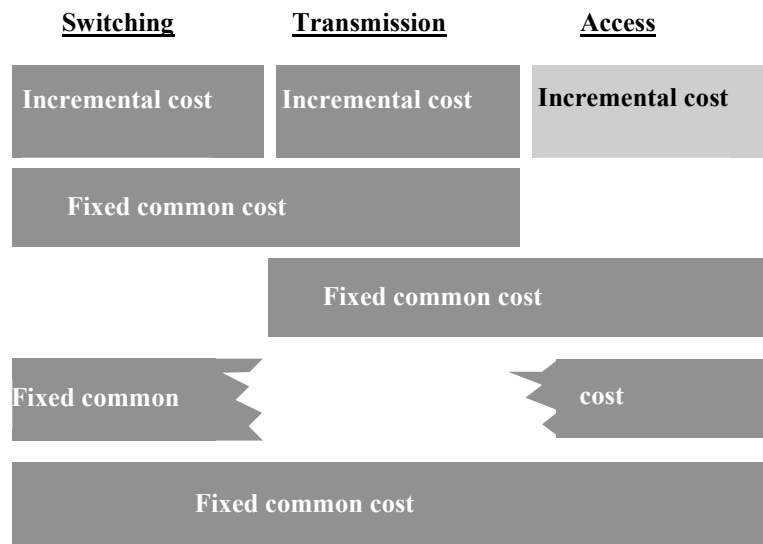 Switching Transmission Access
Incremental cost Incremental cost Incremental cost
Fixed common cost
Fixed common cost
Fixed common cost
Fixed common cost